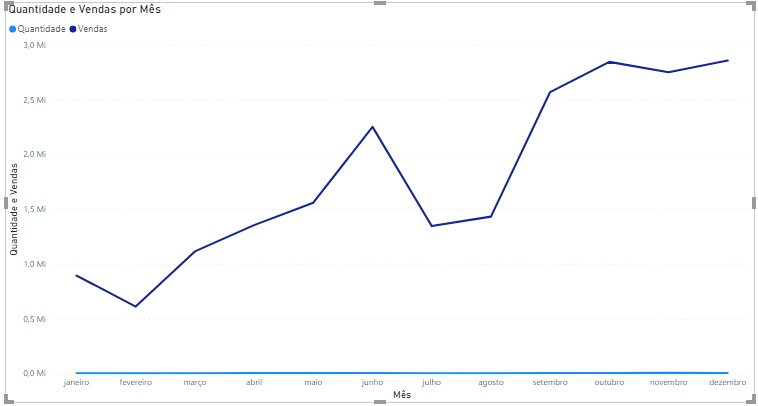 Quantidade e Vendas por Mês
Quantidade Vendas
3,0 Mi
2,5 Mi
2,0 Mi
1,5 Mi
1,0 Mi
0,5 Mi
0,0 Mi
Quantidade e Vendas
janeiro fevereiro março abril maio junho julho agosto setembro outubro novembro dezembro
Mês